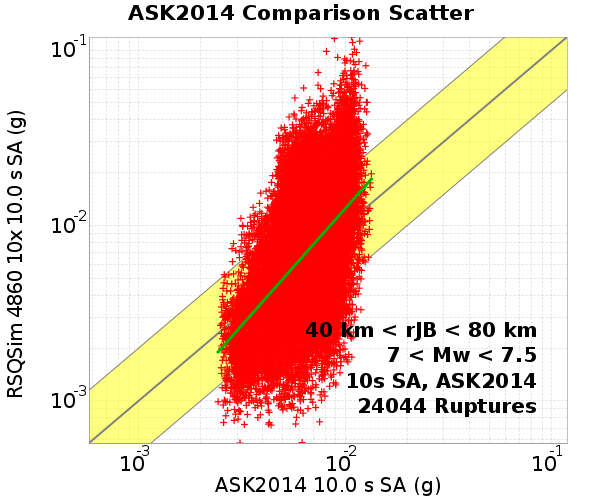 ASK2014 Comparison Scatter
RSQSim 4860 10x 10.0 s SA (g)
10-1
10-2
10-3
40 km < rJB < 80 km
7 < Mw < 7.5
10s SA, ASK2014
24044 Ruptures
10-3 10-2 10-1
ASK2014 10.0 s SA (g)